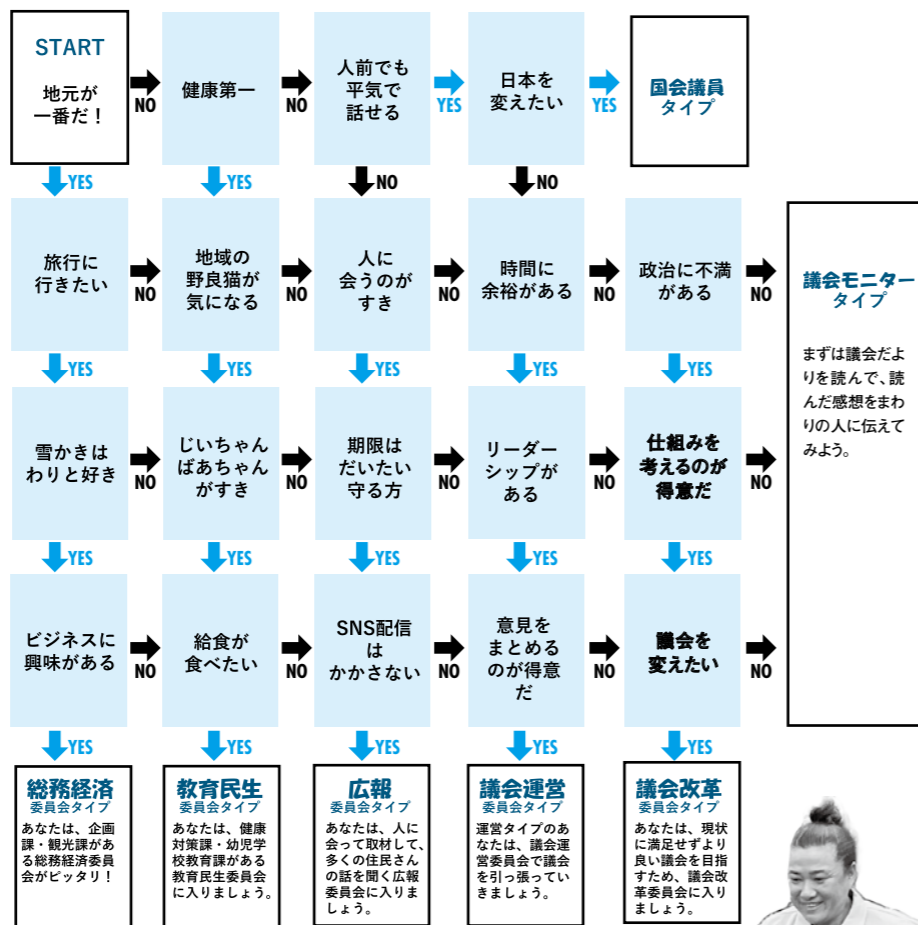 START
地元が
一番だ！
NO
健康第一
NO
人前でも
平気で
話せる
YES
日本を
変えたい
YES
国会議員
タイプ
YES
YES
NO
NO
旅行に
行きたい
NO
地域の
野良猫が
気になる
NO
人に
会うのが
すき
NO
時間に
余裕がある
NO
政治に不満
がある
NO
議会モニター
タイプ
まずは議会だよ
りを読んで、読
んだ感想をまわ
りの人に伝えて
みよう。
YES
YES
YES
YES
YES
雪かきは
わりと好き
NO
じいちゃん
ばあちゃん
がすき
NO
期限は
だいたい
守る方
NO
リーダー
シップが
ある
NO
仕組みを
考えるのが
得意だ
NO
YES
YES
YES
YES
YES
ビジネスに
興味がある
NO
給食が
食べたい
NO
SNS配信
は
かかさない
NO
意見を
まとめる
のが得意
だ
NO
議会を
変えたい
NO
YES
YES
YES
YES
YES
総務経済
委員会タイプ
あなたは、企画
課・観光課があ
る総務経済委員
会がピッタリ！
教育民生
委員会タイプ
あなたは、健康
対策課・幼児学
校教育課がある
教育民生委員会
に入りましょう。
広報
委員会タイプ
あなたは、人に
会って取材して、
多くの住民さん
の話を聞く広報
委員会に入りま
しょう。
議会運営
委員会タイプ
運営タイプのあ
なたは、議会運
営委員会で議会
を引っ張ってい
きましょう。
議会改革
委員会タイプ
あなたは、現状
に満足せずより
良い議会を目指
すため、議会改
革委員会に入り
ましょう。